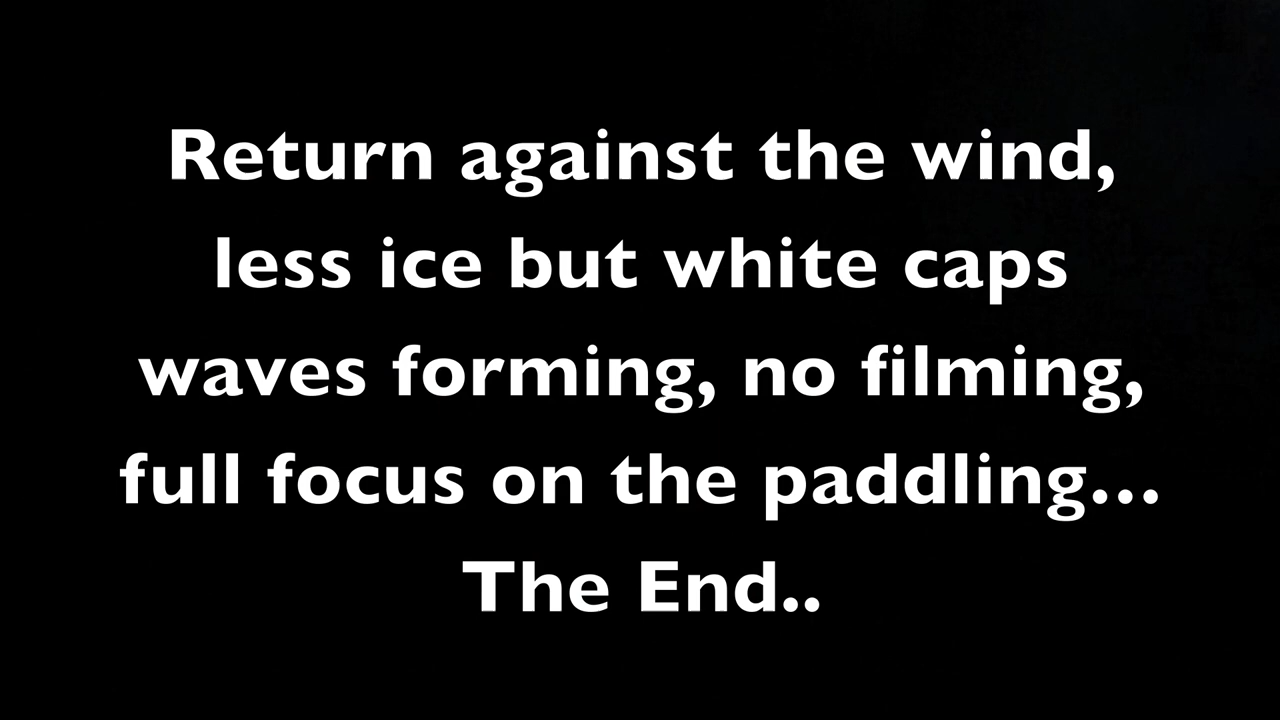 Return against the wind,
less ice but white caps
waves forming, no filming,
full focus on the paddling...
The End..